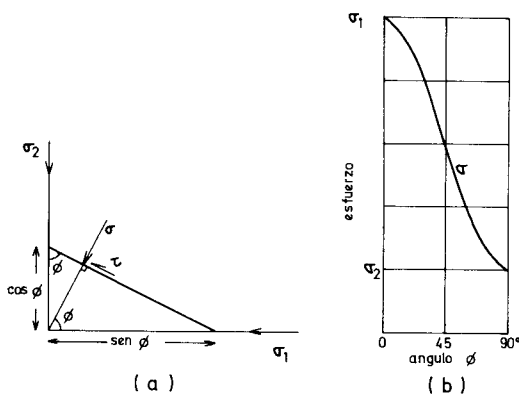 σ₂
σ
τ
ϕ
cos ϕ
ϕ
sen ϕ
σ₁
(a)
σ₁
esfuerzo
σ
σ₂
0
45
90°
angulo ϕ
(b)